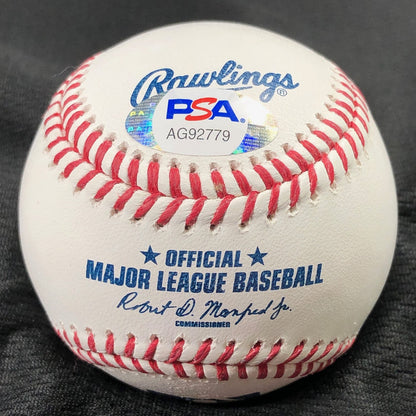 Rawlings®
PSA
AG92779
★ OFFICIAL ★
MAJOR LEAGUE BASEBALL
Robert D. Manfred Jr.
COMMISSIONER